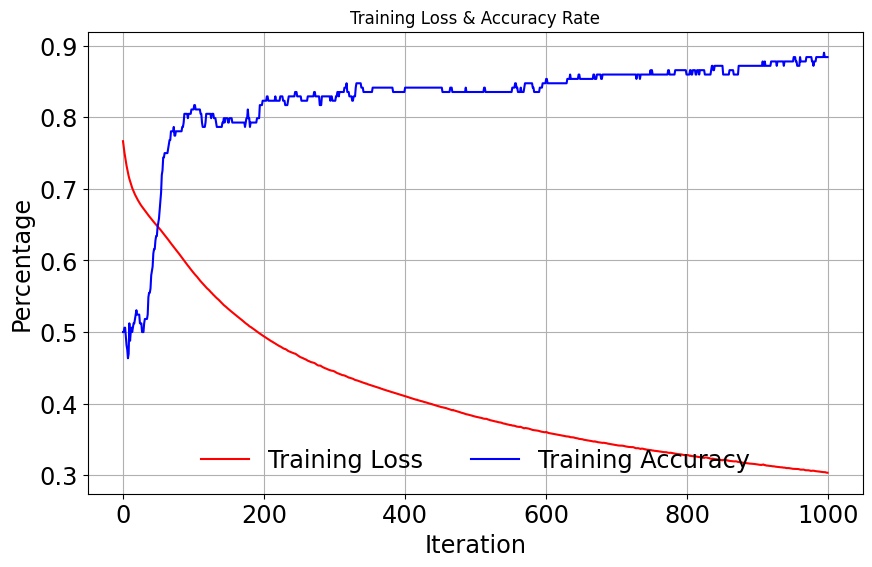 Training Loss & Accuracy Rate
0.9
0.8
0.7
0.6
0.5
0.4
0.3
Percentage
Training Loss
Training Accuracy
0 200 400 600 800 1000
Iteration